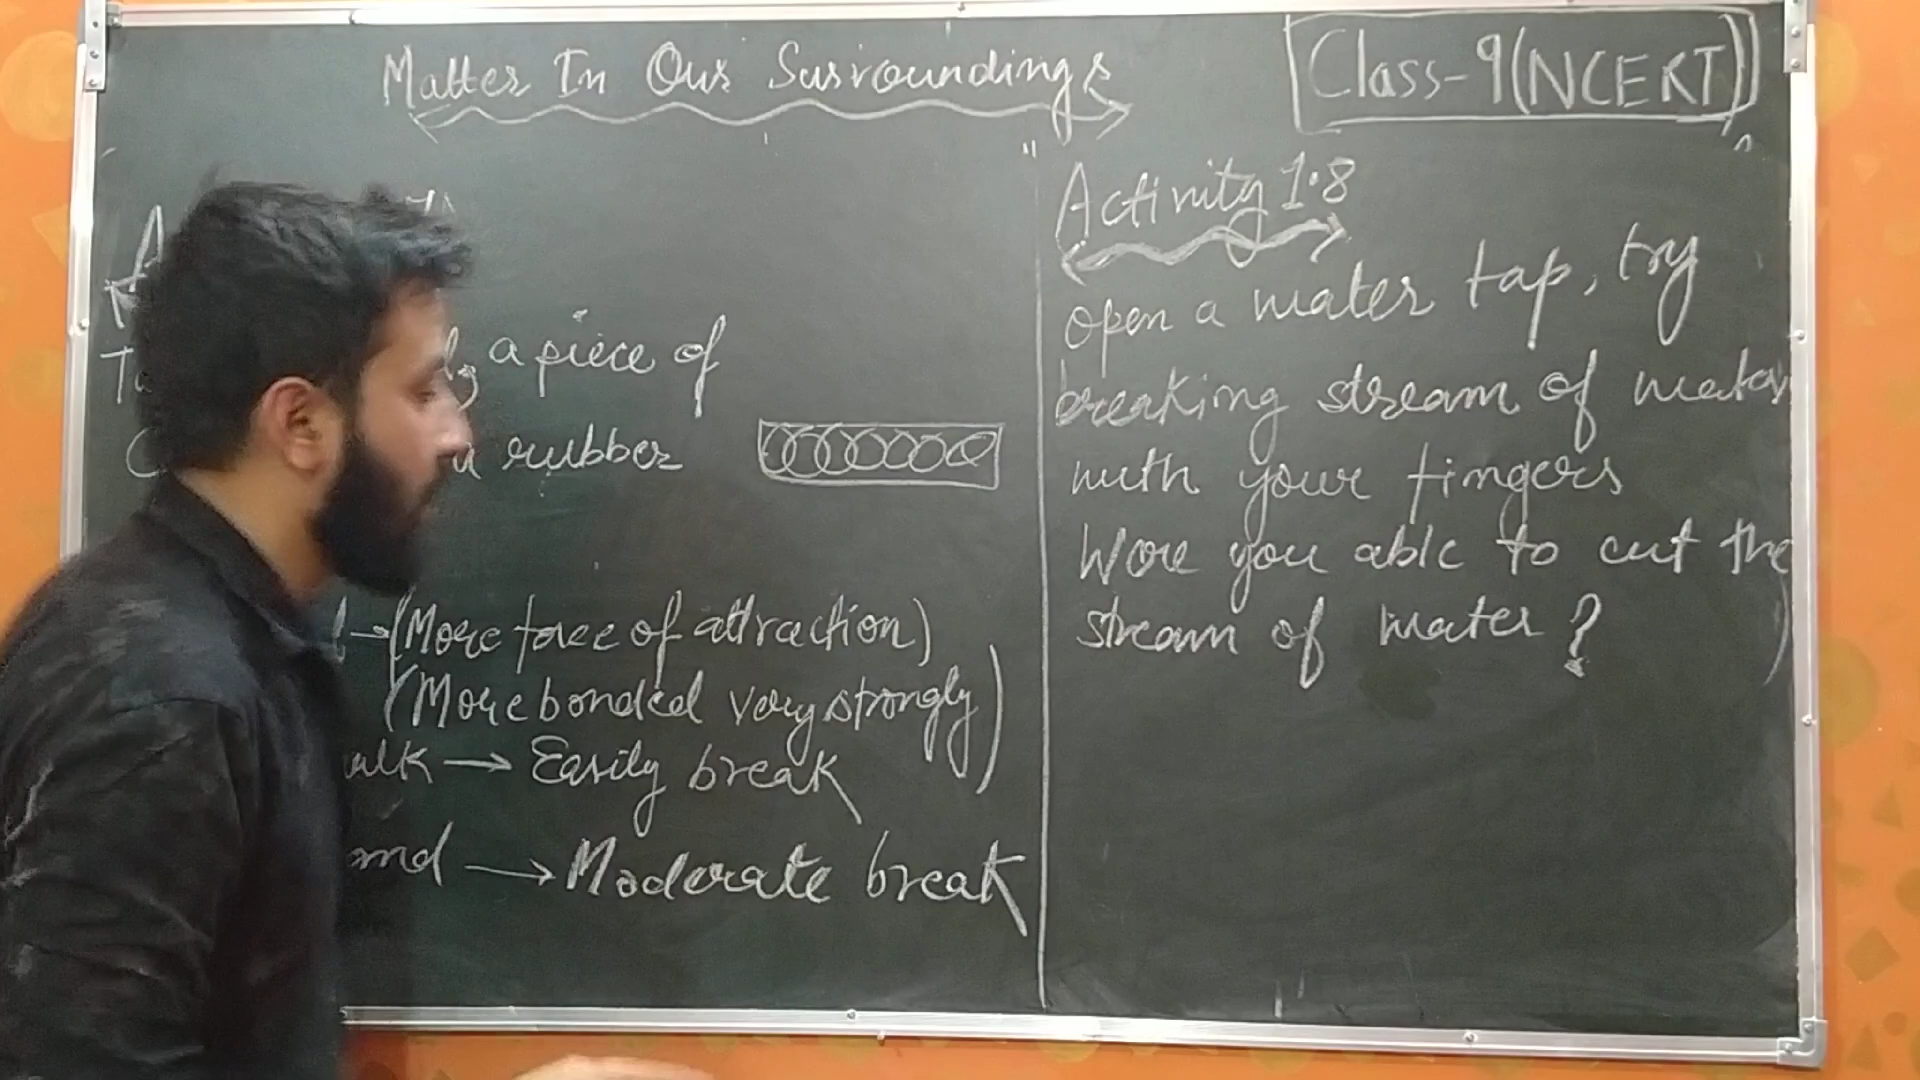 Matter In Our Surroundings
Class-9(NCERT)
a piece of
rubber
→(More force of attraction)
(More bonded very strongly)
→ Easily break
→ Moderate break
Activity 1.8
open a water tap, try
breaking stream of water
with your fingers
Were you able to cut the
stream of water?